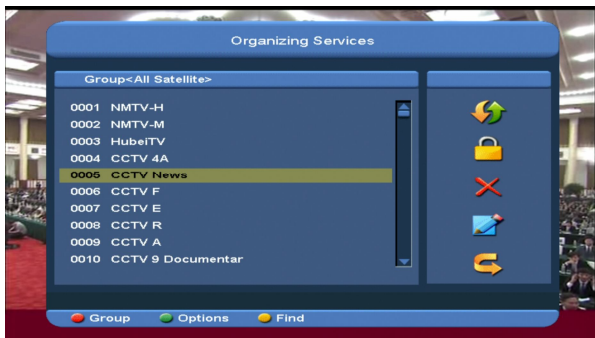 Organizing Services
Group<All Satellite>
0001 NMTV-H
0002 NMTV-M
0003 HubeiTV
0004 CCTV 4A
0005 CCTV News
0006 CCTV F
0007 CCTV E
0008 CCTV R
0009 CCTV A
0010 CCTV 9 Documentar
Group Options Find